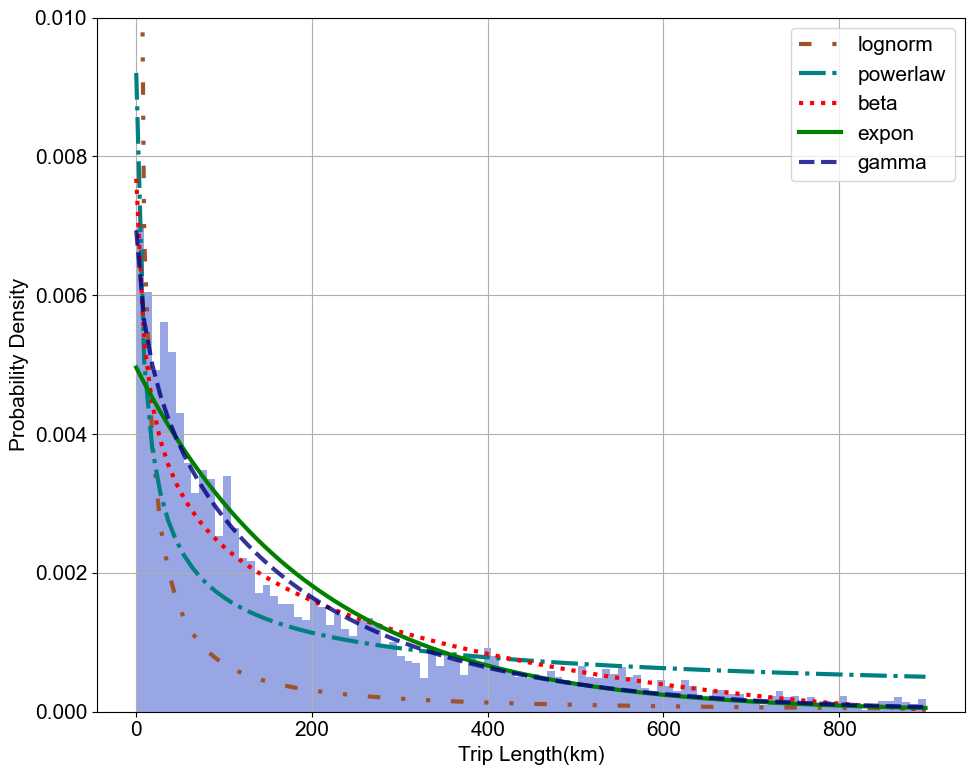 0.010
0.008
0.006
0.004
0.002
0.000
Probability Density
lognorm
powerlaw
beta
expon
gamma
0
200
400
600
800
Trip Length(km)